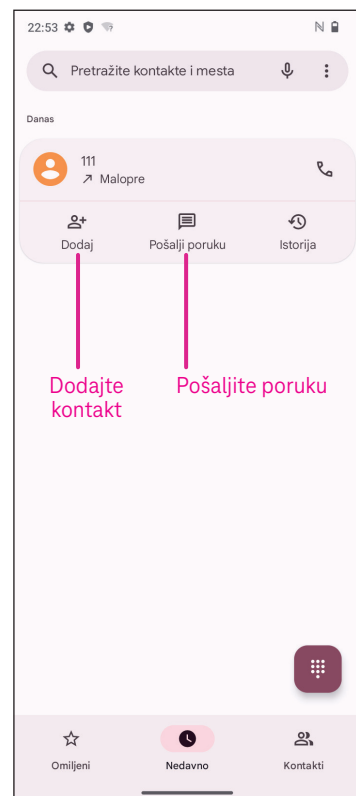 22:53
Pretražite kontakte i mesta
Danas
111
Malopre
Dodaj
Pošalji poruku
Istorija
Dodajte
kontakt
Pošaljite poruku
Omiljeni
Nedavno
Kontakti